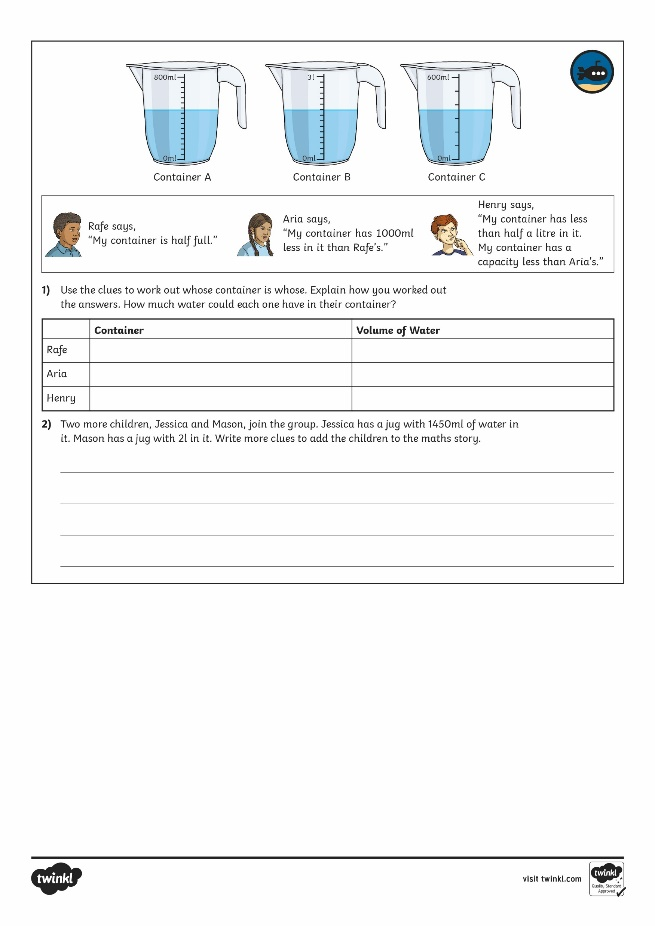 800ml
3l
600ml
0ml
0ml
0ml
Container A
Container B
Container C
Rafe says,
“My container is half full.”
Aria says,
“My container has 1000ml
less in it than Rafe’s.”
Henry says,
“My container has less
than half a litre in it.
My container has a
capacity less than Aria’s.”
1) Use the clues to work out whose container is whose. Explain how you worked out
the answers. How much water could each one have in their container?
Container Volume of Water
Rafe
Aria
Henry
2) Two more children, Jessica and Mason, join the group. Jessica has a jug with 1450ml of water in
it. Mason has a jug with 2l in it. Write more clues to add the children to the maths story.
twinkl
visit twinkl.com
twinkl
Quality Standard
Approved